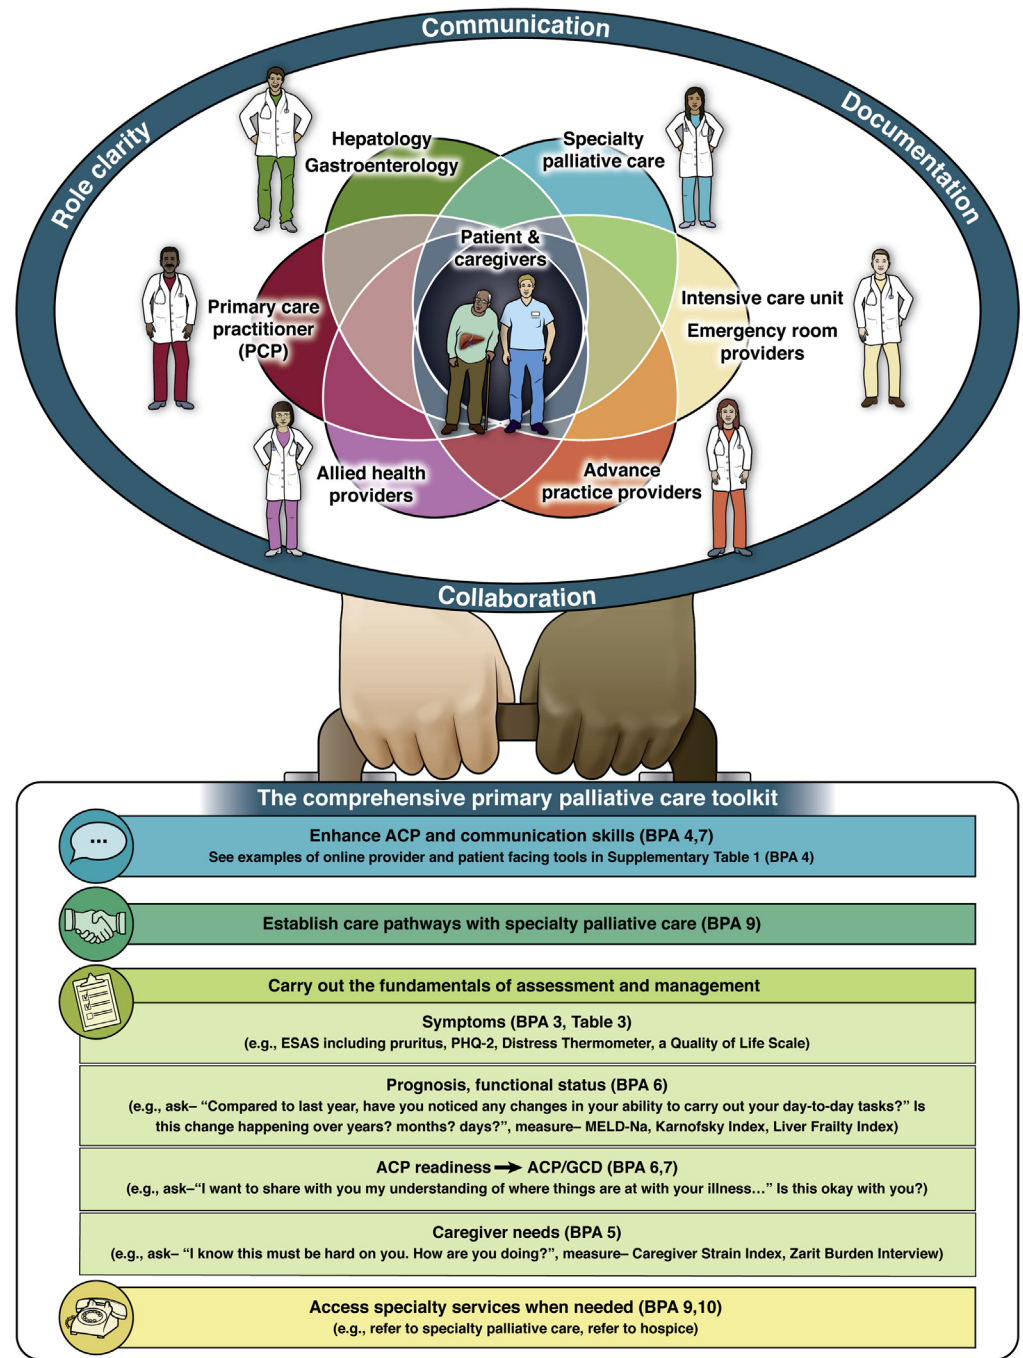 Communication
Role clarity
Documentation
Hepatology
Gastroenterology
Specialty
palliative care
Patient &
caregivers
Primary care
practitioner
(PCP)
Intensive care unit
Emergency room
providers
Allied health
providers
Advance
practice providers
Collaboration
The comprehensive primary palliative care toolkit
...
Enhance ACP and communication skills (BPA 4,7)
See examples of online provider and patient facing tools in Supplementary Table 1 (BPA 4)
Establish care pathways with specialty palliative care (BPA 9)
Carry out the fundamentals of assessment and management
Symptoms (BPA 3, Table 3)
(e.g., ESAS including pruritus, PHQ-2, Distress Thermometer, a Quality of Life Scale)
Prognosis, functional status (BPA 6)
(e.g., ask– “Compared to last year, have you noticed any changes in your ability to carry out your day-to-day tasks?” Is
this change happening over years? months? days?”, measure– MELD-Na, Karnofsky Index, Liver Frailty Index)
ACP readiness → ACP/GCD (BPA 6,7)
(e.g., ask–“I want to share with you my understanding of where things are at with your illness…” Is this okay with you?)
Caregiver needs (BPA 5)
(e.g., ask– “I know this must be hard on you. How are you doing?”, measure– Caregiver Strain Index, Zarit Burden Interview)
Access specialty services when needed (BPA 9,10)
(e.g., refer to specialty palliative care, refer to hospice)